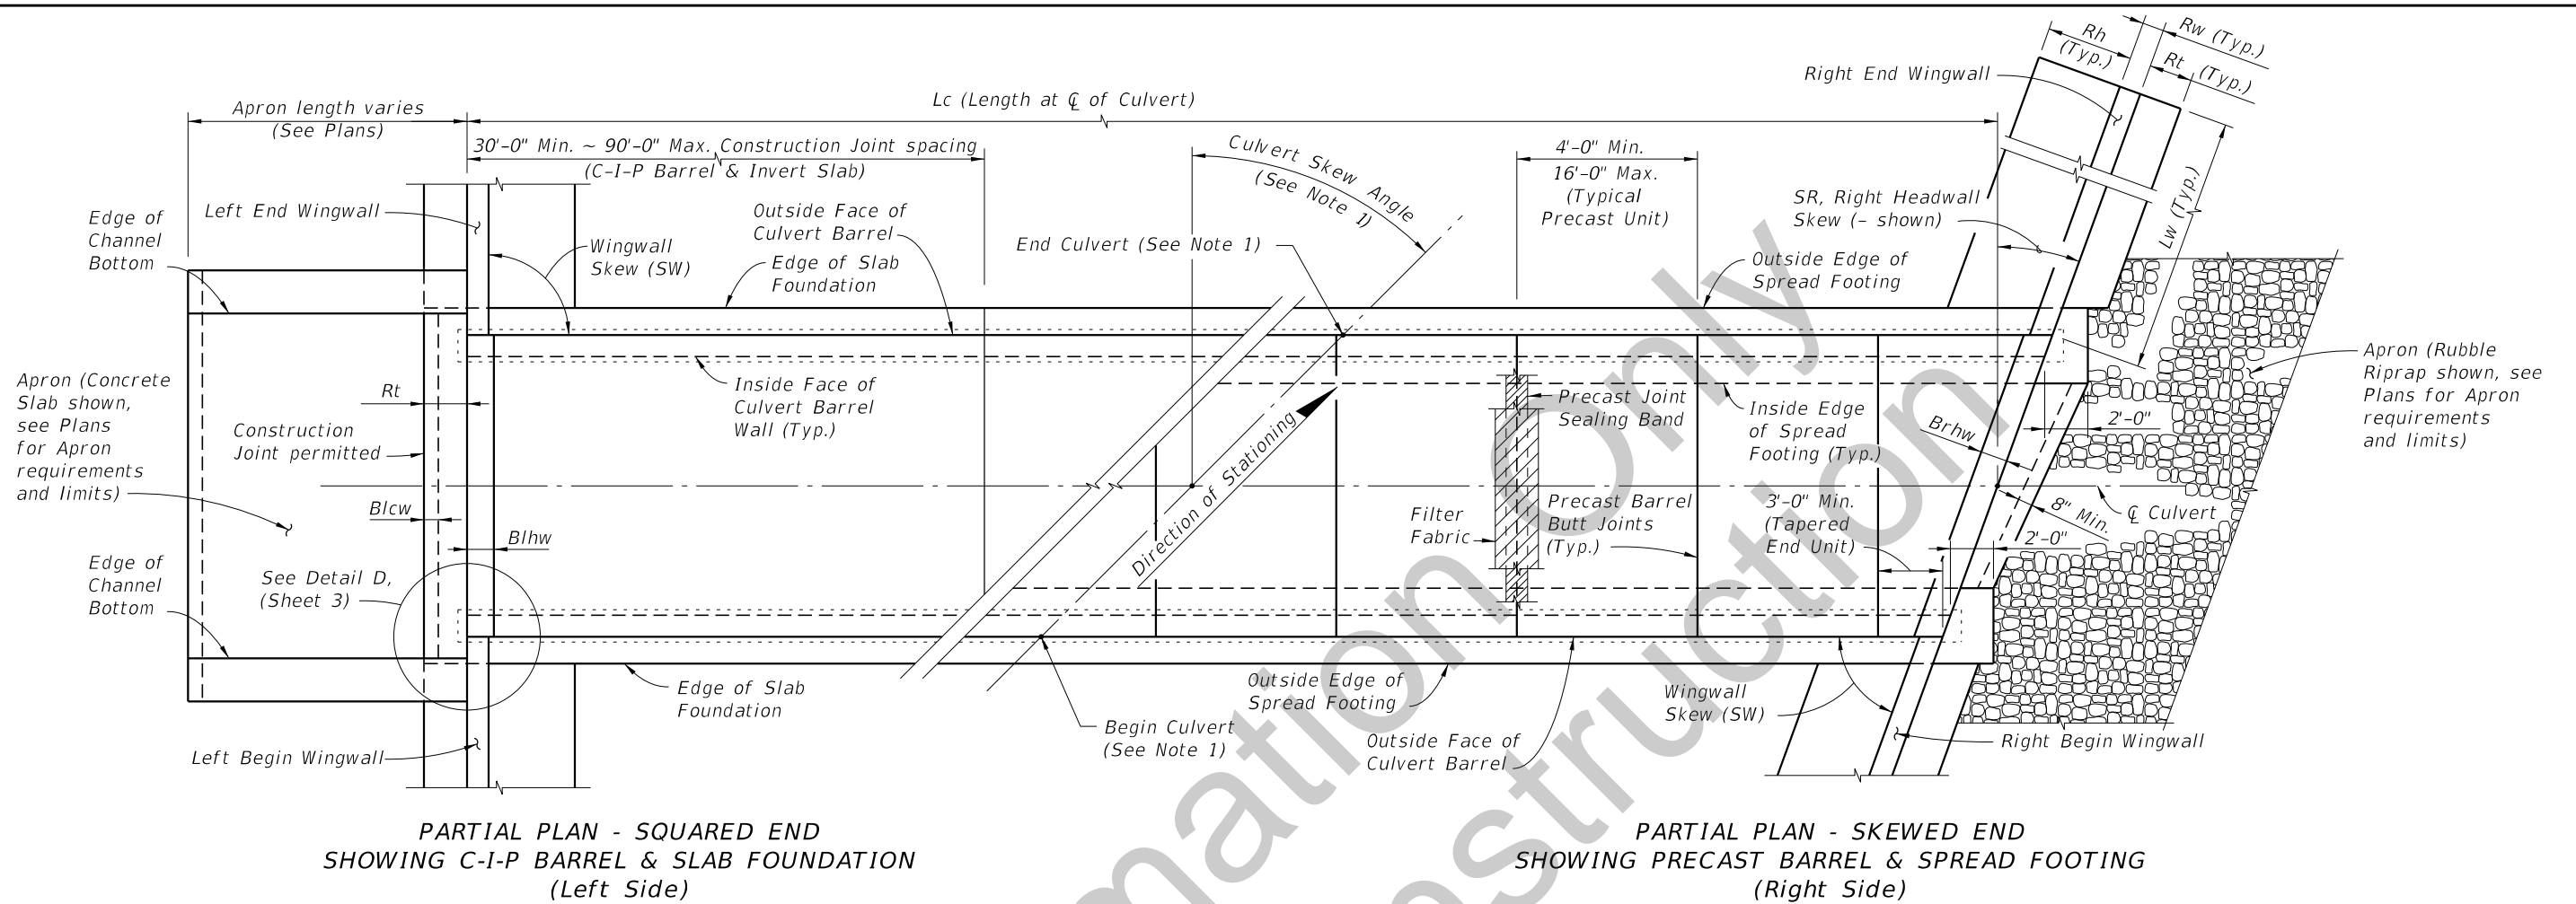 Rh
(Typ.)
Rw (Typ.)
Rt (Typ.)
Right End Wingwall
Apron length varies
(See Plans)
Lc (Length at ℄ of Culvert)
30'-0" Min. ~ 90'-0" Max. Construction Joint spacing
(C-I-P Barrel & Invert Slab)
Culvert Skew Angle
(See Note 1)
4'-0" Min.
16'-0" Max.
(Typical
Precast Unit)
SR, Right Headwall
Skew (- shown)
Lw (Typ.)
Edge of
Channel
Bottom
Left End Wingwall
Wingwall
Skew (SW)
Outside Face of
Culvert Barrel
Edge of Slab
Foundation
End Culvert (See Note 1)
Outside Edge of
Spread Footing
Apron (Concrete
Slab shown,
see Plans
for Apron
requirements
and limits)
Rt
Construction
Joint permitted
Inside Face of
Culvert Barrel
Wall (Typ.)
Direction of Stationing
Precast Joint
Sealing Band
Inside Edge
of Spread
Footing (Typ.)
Brhw
2'-0"
Apron (Rubble
Riprap shown, see
Plans for Apron
requirements
and limits)
Blcw
Blhw
Filter
Fabric
Precast Barrel
Butt Joints
(Typ.)
3'-0" Min.
(Tapered
End Unit)
8" Min.
℄ Culvert
2'-0"
Edge of
Channel
Bottom
See Detail D,
(Sheet 3)
Edge of Slab
Foundation
Begin Culvert
(See Note 1)
Outside Edge of
Spread Footing
Outside Face of
Culvert Barrel
Wingwall
Skew (SW)
Right Begin Wingwall
Left Begin Wingwall
PARTIAL PLAN - SQUARED END
SHOWING C-I-P BARREL & SLAB FOUNDATION
(Left Side)
PARTIAL PLAN - SKEWED END
SHOWING PRECAST BARREL & SPREAD FOOTING
(Right Side)
mation Only
nstruction